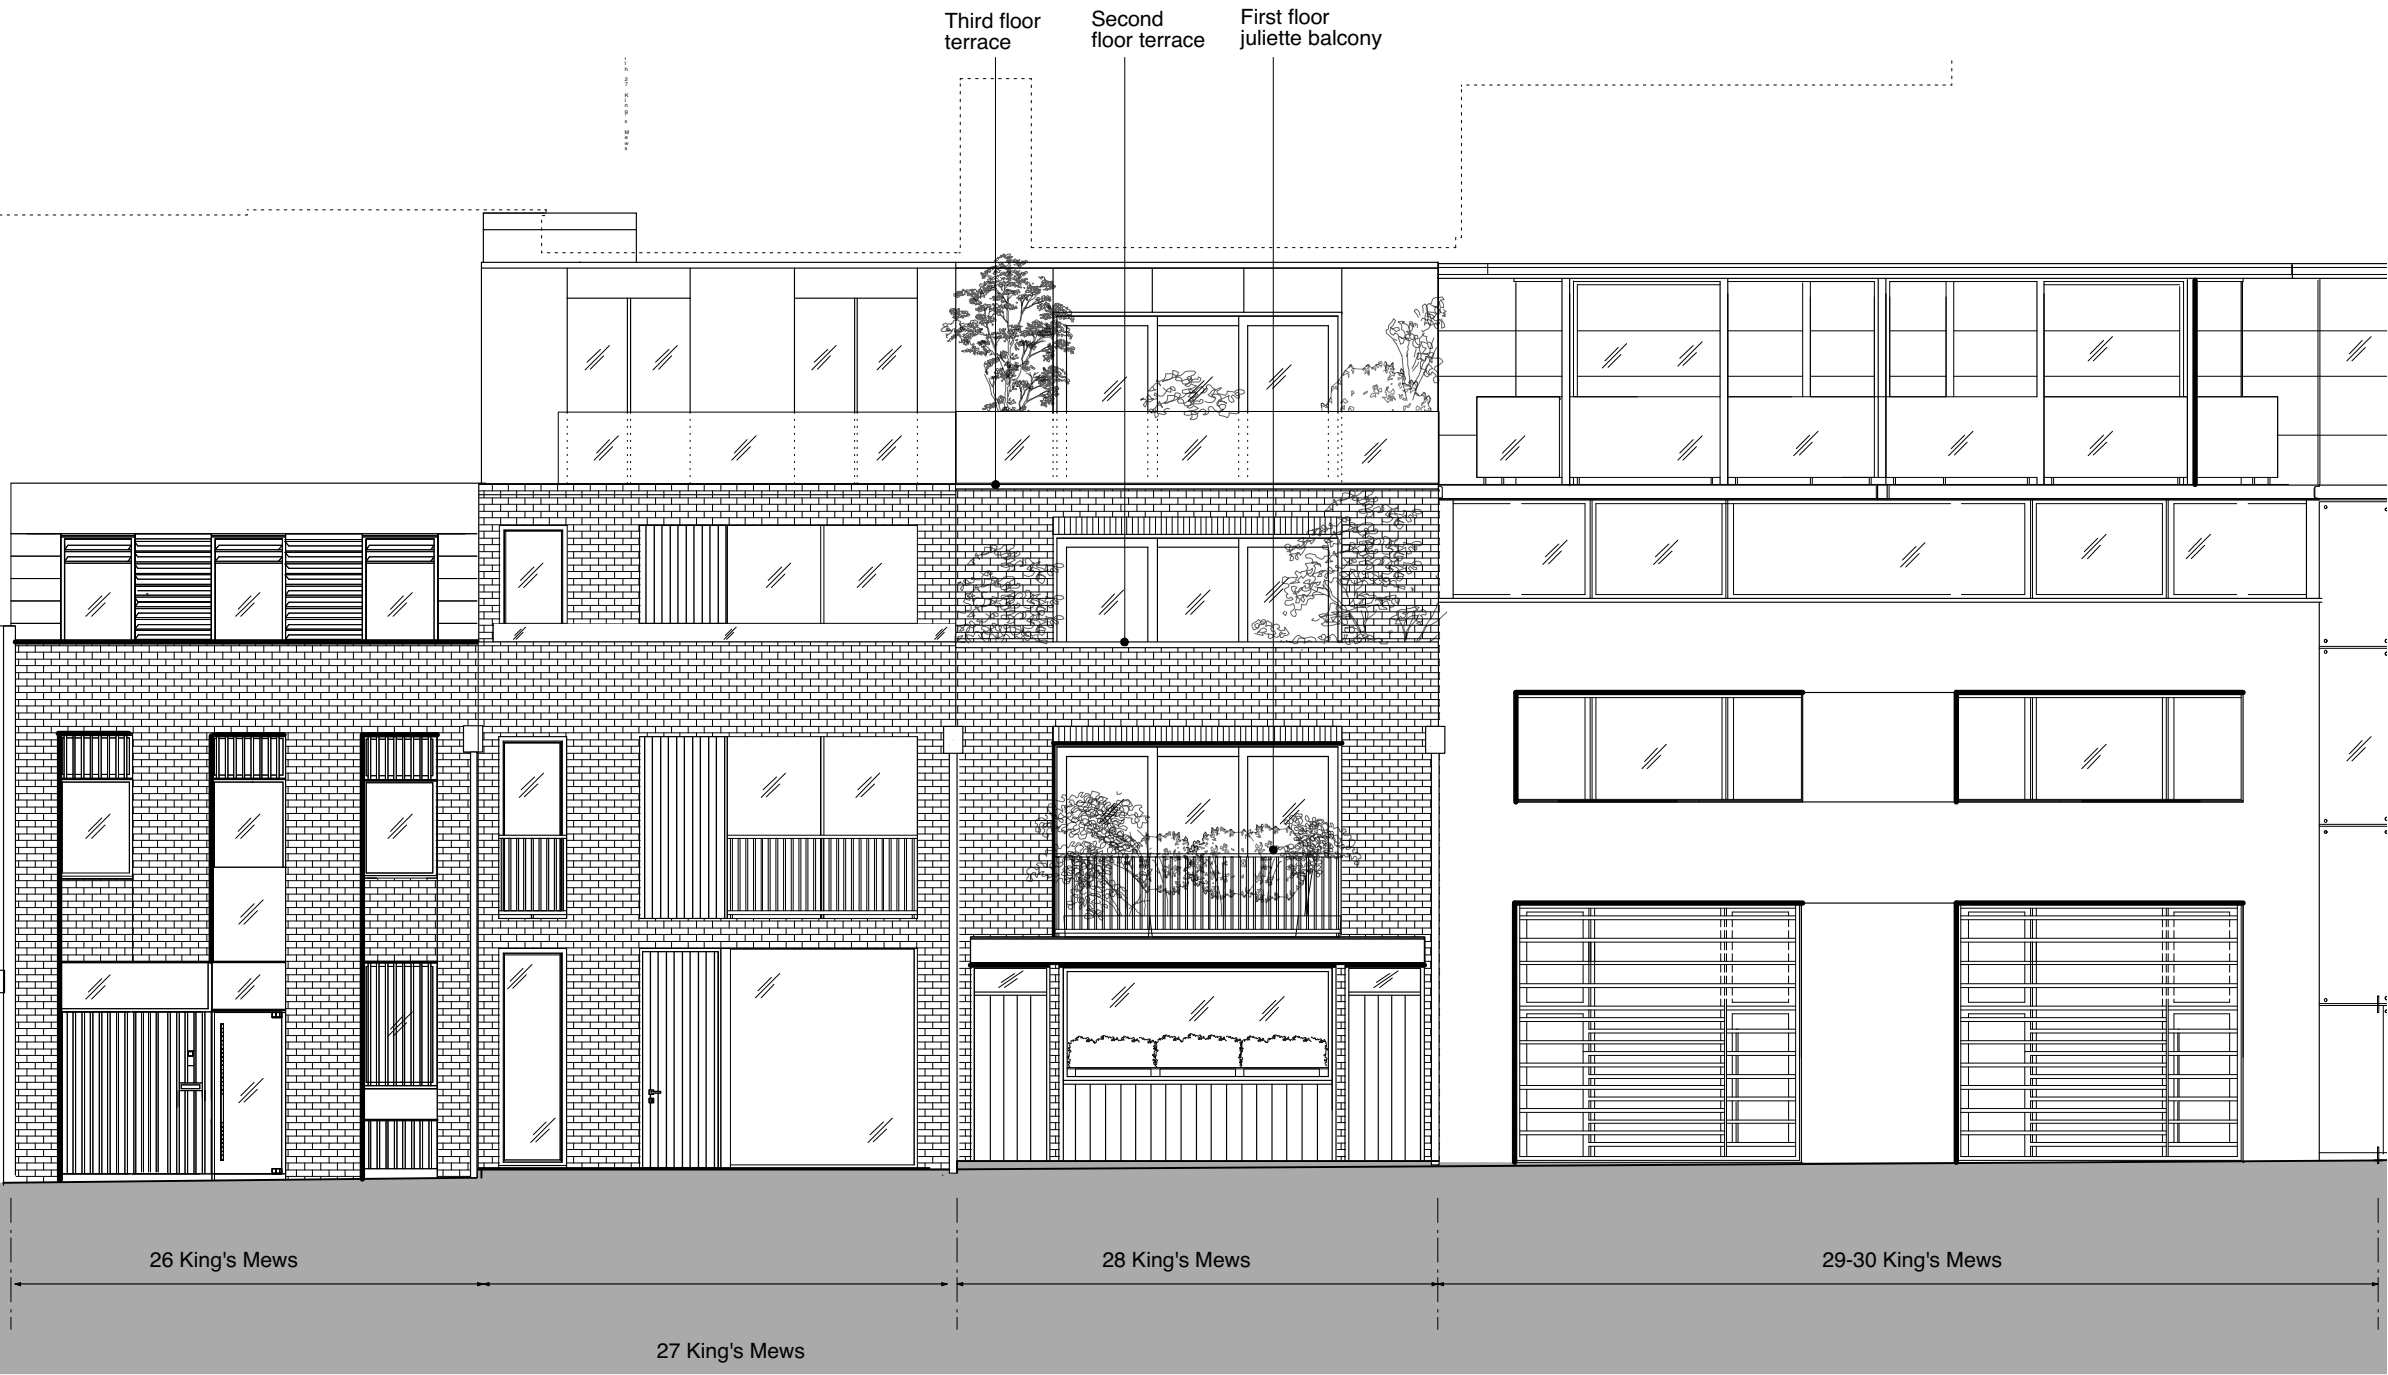 Third floor
terrace
Second
floor terrace
First floor
juliette balcony
26 King's Mews
28 King's Mews
29-30 King's Mews
27 King's Mews